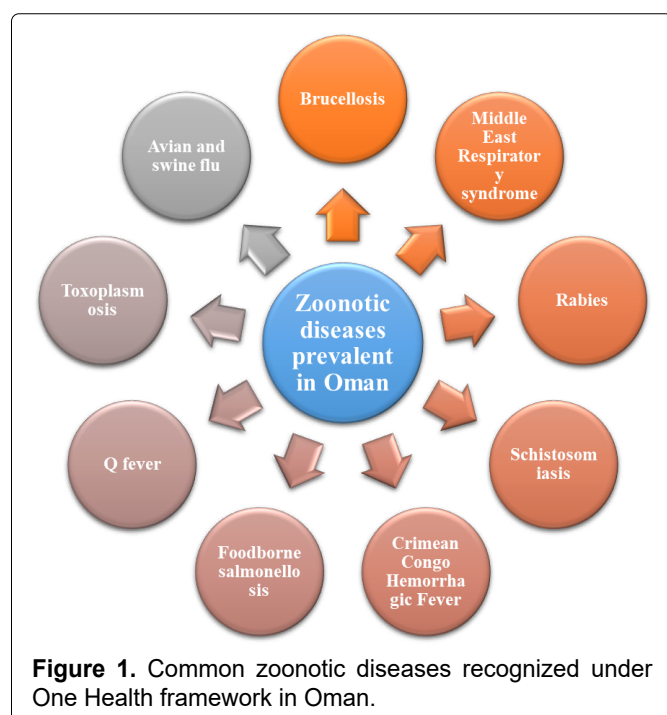 Brucellosis
Middle
East
Respirator
y
syndrome
Rabies
Schistosom
iasis
Crimean
Congo
Hemorrha
gic Fever
Foodborne
salmonello
sis
Q fever
Toxoplasm
osis
Avian and
swine flu
Zoonotic
diseases
prevalent
in Oman
Figure 1. Common zoonotic diseases recognized under
One Health framework in Oman.